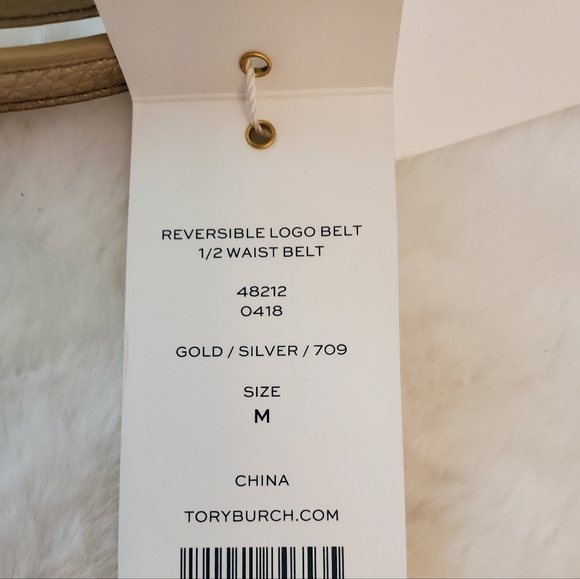 REVERSIBLE LOGO BELT
1/2 WAIST BELT
48212
0418
GOLD / SILVER / 709
SIZE
M
CHINA
TORYBURCH.COM